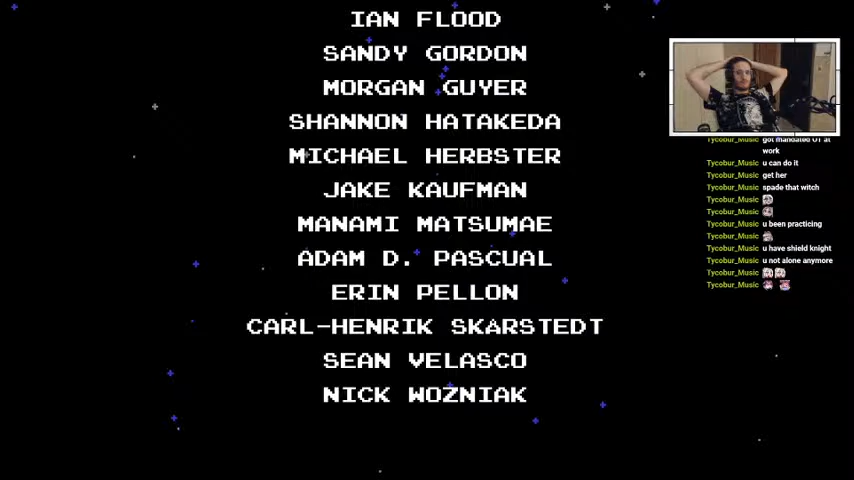 IAN FLOOD
SANDY GORDON
MORGAN GUYER
SHANNON HATAKEDA
MICHAEL HERBSTER
JAKE KAUFMAN
MANAMI MATSUMAE
ADAM D. PASCUAL
ERIN PELLON
CARL-HENRIK SKARSTEDT
SEAN VELASCO
NICK WOZNIAK
Tycobur_Music got mandated OT at
work
Tycobur_Music u can do it
Tycobur_Music get her
Tycobur_Music spade that witch
Tycobur_Music
Tycobur_Music
Tycobur_Music u been practicing
Tycobur_Music
Tycobur_Music u have shield knight
Tycobur_Music u not alone anymore
Tycobur_Music
Tycobur_Music